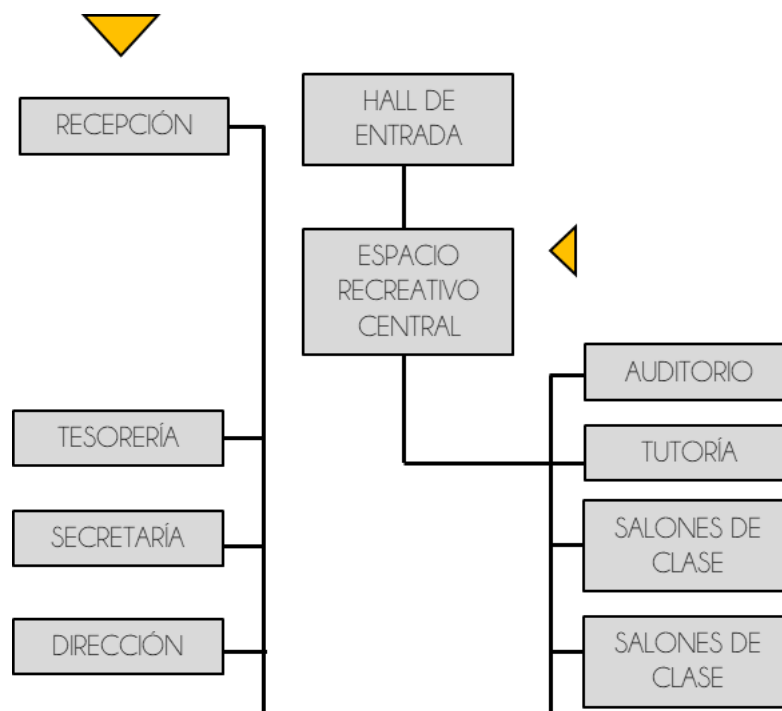 RECEPCIÓN
HALL DE
ENTRADA
ESPACIO
RECREATIVO
CENTRAL
AUDITORIO
TESORERÍA
TUTORÍA
SECRETARÍA
SALONES DE
CLASE
DIRECCIÓN
SALONES DE
CLASE